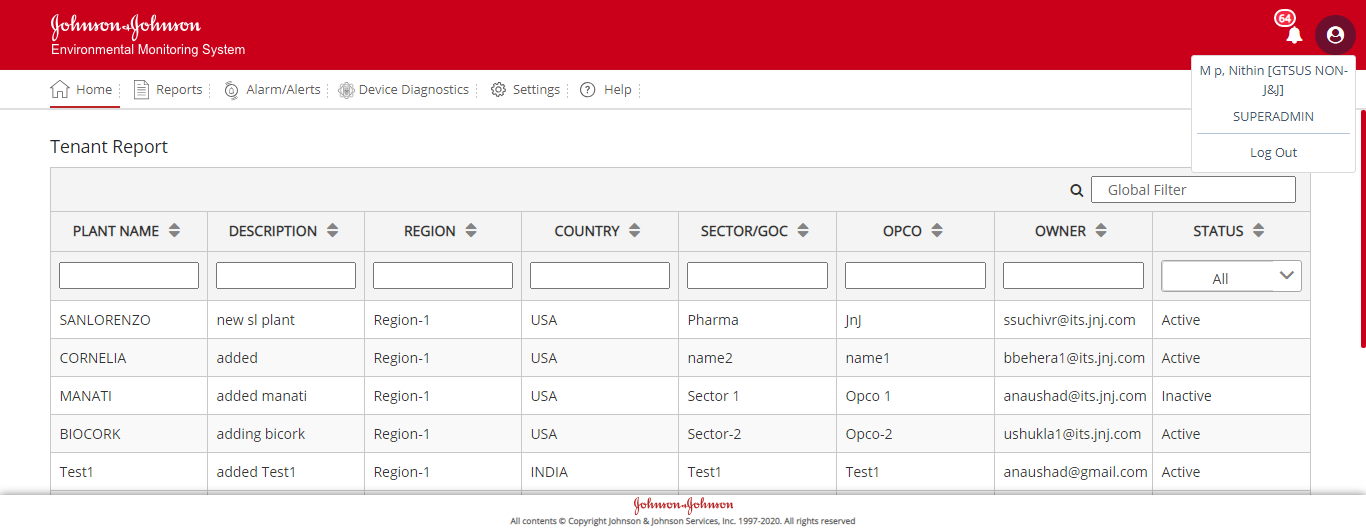 Johnson & Johnson
Environmental Monitoring System
64
M p, Nithin [GTSUS NON-
J&J]
SUPERADMIN
Log Out
Home Reports Alarm/Alerts Device Diagnostics Settings Help
Tenant Report
Global Filter
PLANT NAME DESCRIPTION REGION COUNTRY SECTOR/GOC OPCO OWNER STATUS
All
SANLORENZO new sl plant Region-1 USA Pharma JnJ ssuchivr@its.jnj.com Active
CORNELIA added Region-1 USA name2 name1 bbehera1@its.jnj.com Active
MANATI added manati Region-1 USA Sector 1 Opco 1 anaushad@its.jnj.com Inactive
BIOCORK adding bicork Region-1 USA Sector-2 Opco-2 ushukla1@its.jnj.com Active
Test1 added Test1 Region-1 INDIA Test1 Test1 anaushad@gmail.com Active
Johnson & Johnson
All contents © Copyright Johnson & Johnson Services, Inc. 1997-2020. All rights reserved